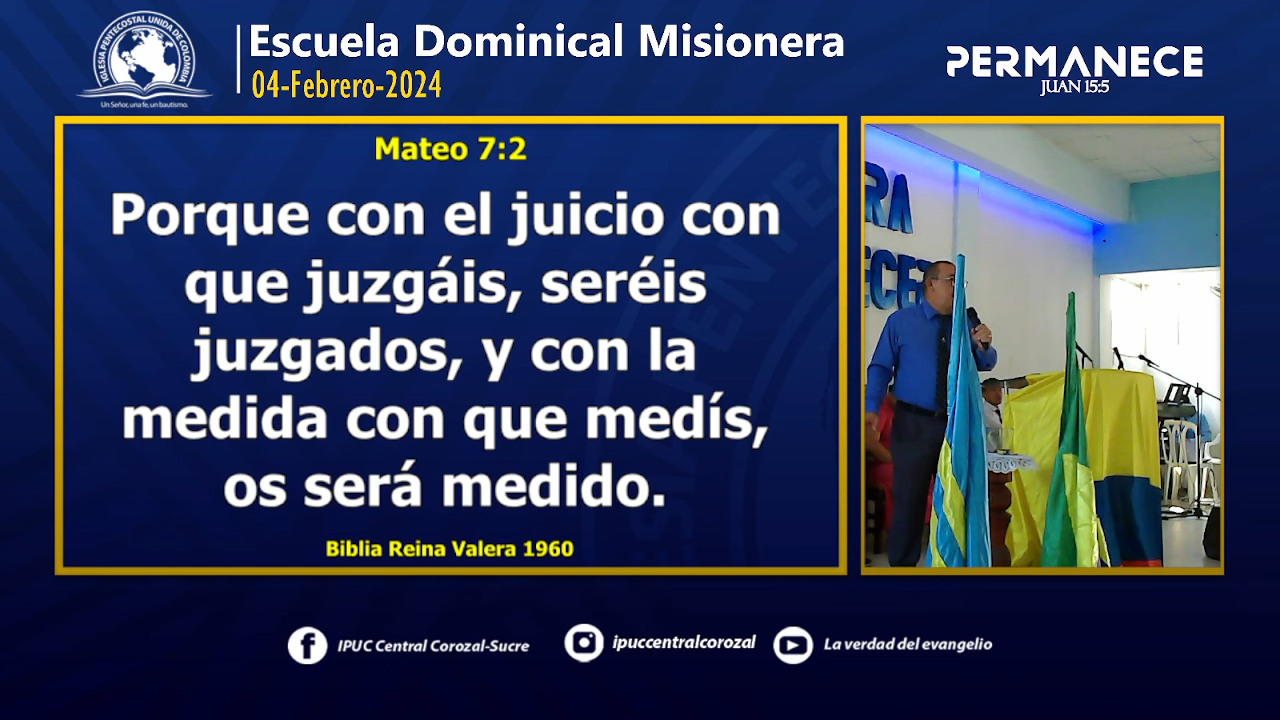 IGLESIA PENTECOSTAL UNIDA DE COLOMBIA
Un Señor, una fe, un bautismo.
Escuela Dominical Misionera
04-Febrero-2024
PERMANECE
JUAN 15:5
Mateo 7:2
Porque con el juicio con
que juzgáis, seréis
juzgados, y con la
medida con que medís,
os será medido.
Biblia Reina Valera 1960
RA
ECE
IPUC Central Corozal-Sucre
ipuccentralcorozal
La verdad del evangelio